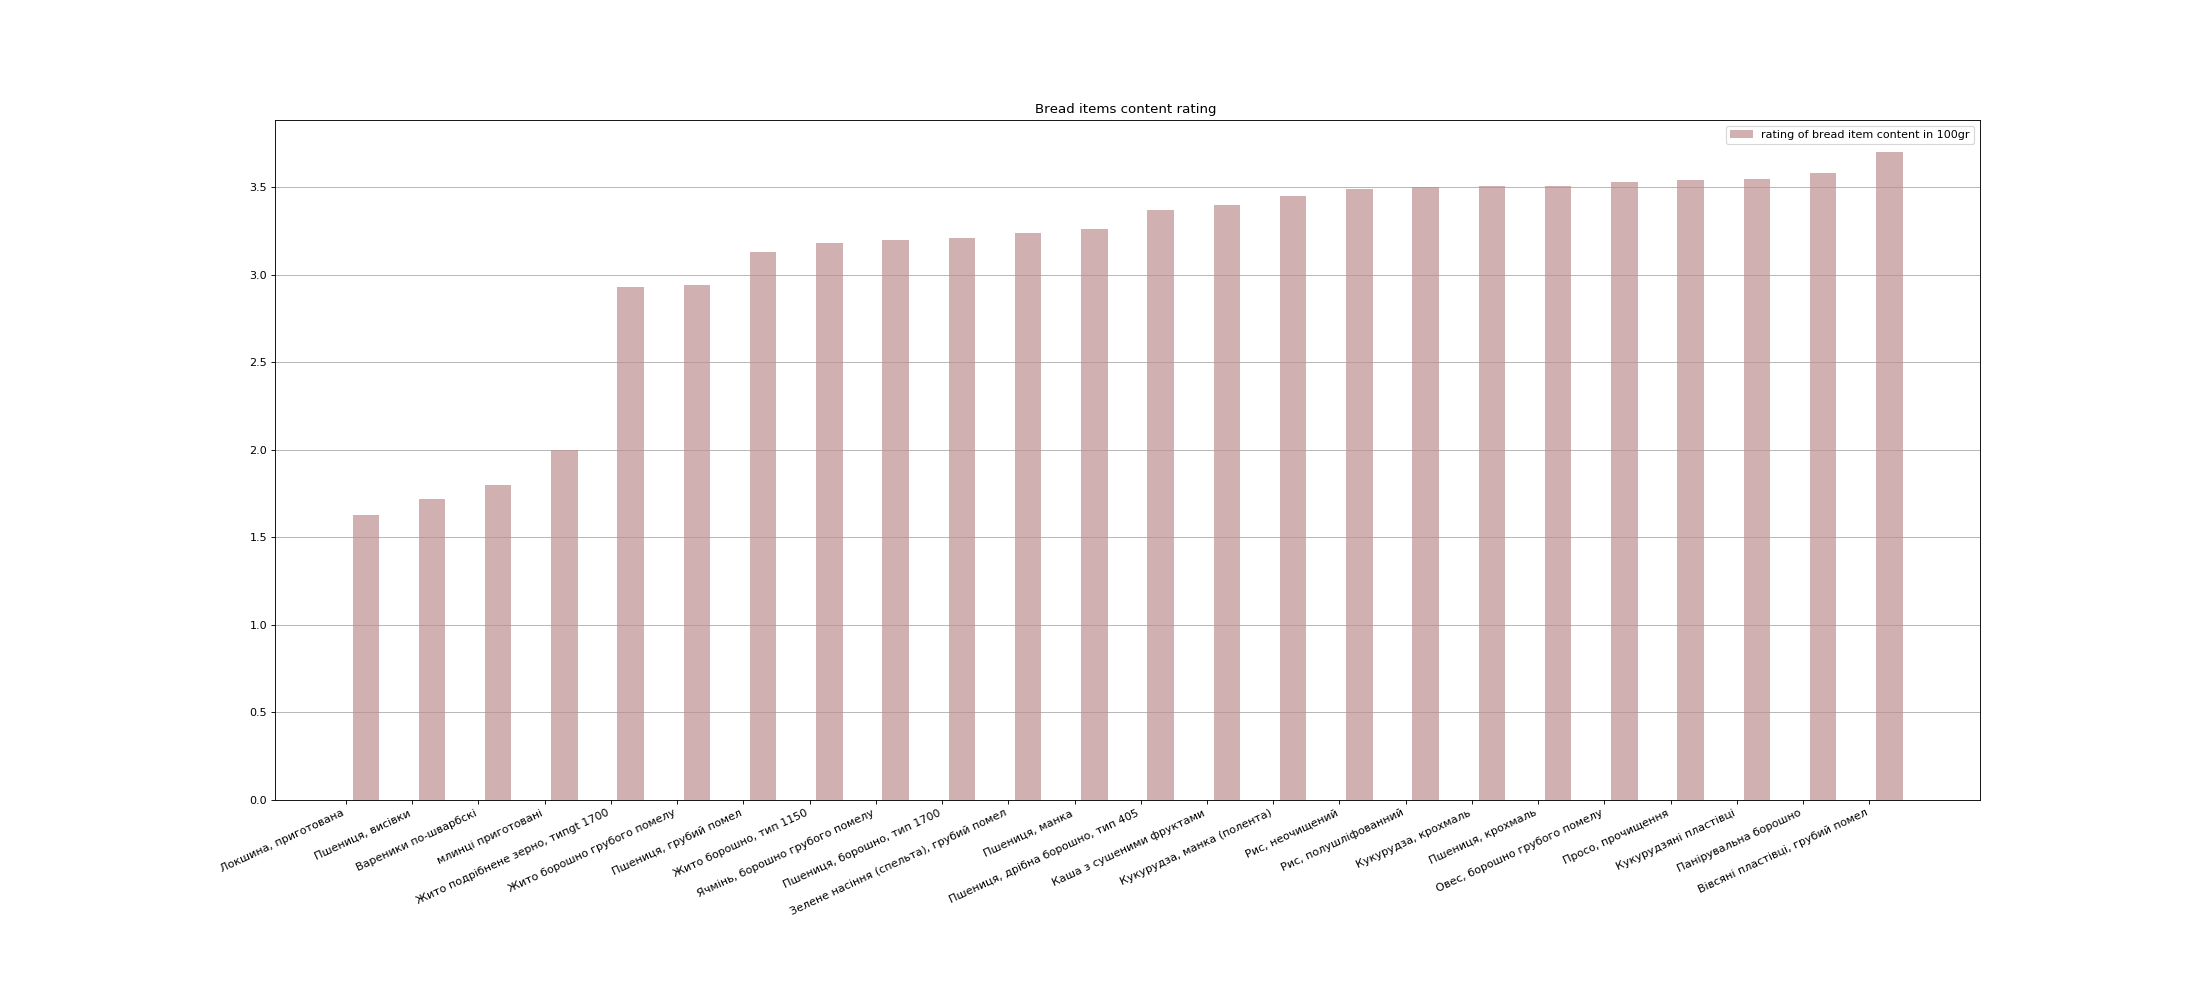 Bread items content rating
rating of bread item content in 100gr
3.5
3.0
2.5
2.0
1.5
1.0
0.5
0.0
Локшина, приготована
Пшениця, висівки
Вареники по-шварбскі
млинці приготовані
Жито подрібнене зерно, типgt 1700
Жито борошно грубого помелу
Пшениця, грубий помел
Жито борошно, тип 1150
Ячмінь, борошно грубого помелу
Пшениця, борошно, тип 1700
Зелене насіння (спельта), грубий помел
Пшениця, манка
Пшениця, дрібна борошно, тип 405
Каша з сушеними фруктами
Кукурудза, манка (полента)
Рис, неочищений
Рис, полушліфованний
Кукурудза, крохмаль
Пшениця, крохмаль
Овес, борошно грубого помелу
Просо, прочищення
Кукурудзяні пластівці
Панірувальна борошно
Вівсяні пластівці, грубий помел